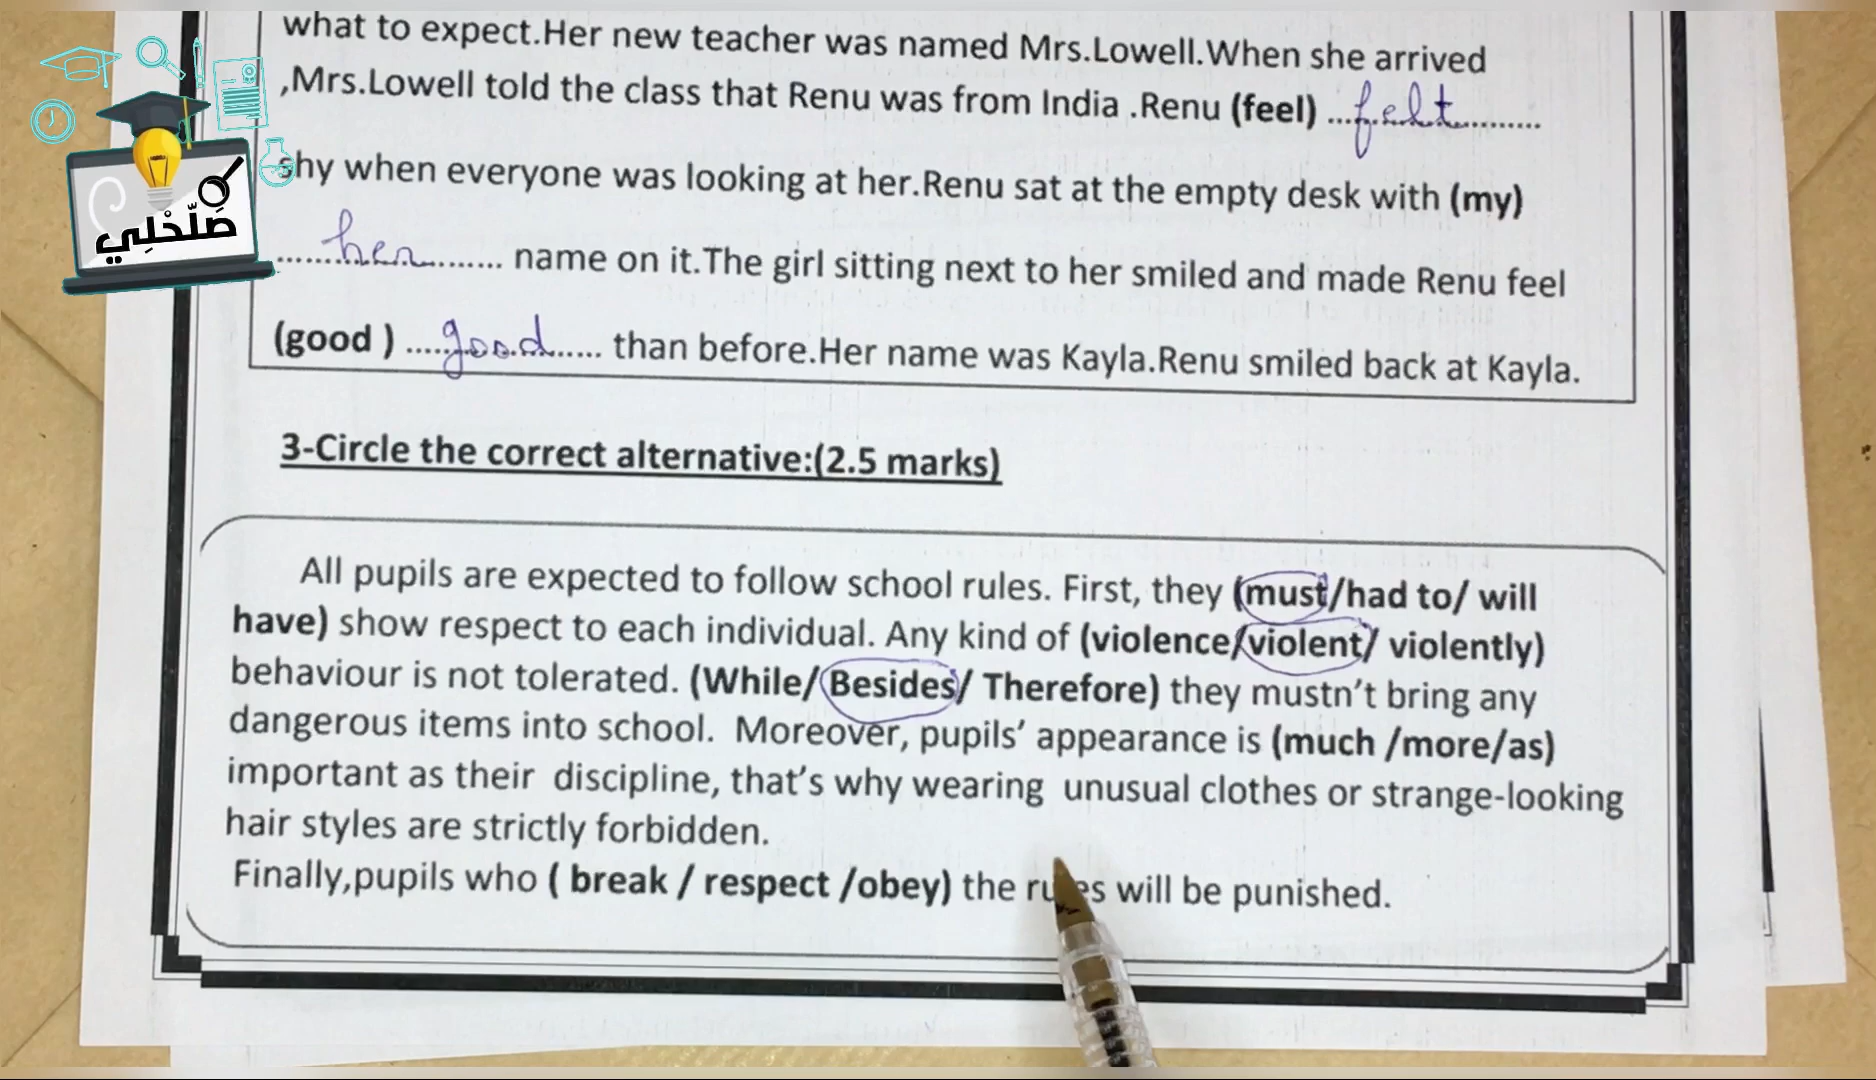 what to expect.Her new teacher was named Mrs.Lowell.When she arrived
,Mrs.Lowell told the class that Renu was from India .Renu (feel) ...felt..........
shy when everyone was looking at her.Renu sat at the empty desk with (my)
......her.......... name on it.The girl sitting next to her smiled and made Renu feel
(good ) .....good...... than before.Her name was Kayla.Renu smiled back at Kayla.
صَلّحْلِي
3-Circle the correct alternative:(2.5 marks)
All pupils are expected to follow school rules. First, they (must/had to/ will
have) show respect to each individual. Any kind of (violence/violent/ violently)
behaviour is not tolerated. (While/ Besides/ Therefore) they mustn't bring any
dangerous items into school. Moreover, pupils' appearance is (much /more/as)
important as their discipline, that's why wearing unusual clothes or strange-looking
hair styles are strictly forbidden.
Finally,pupils who ( break / respect /obey) the rules will be punished.